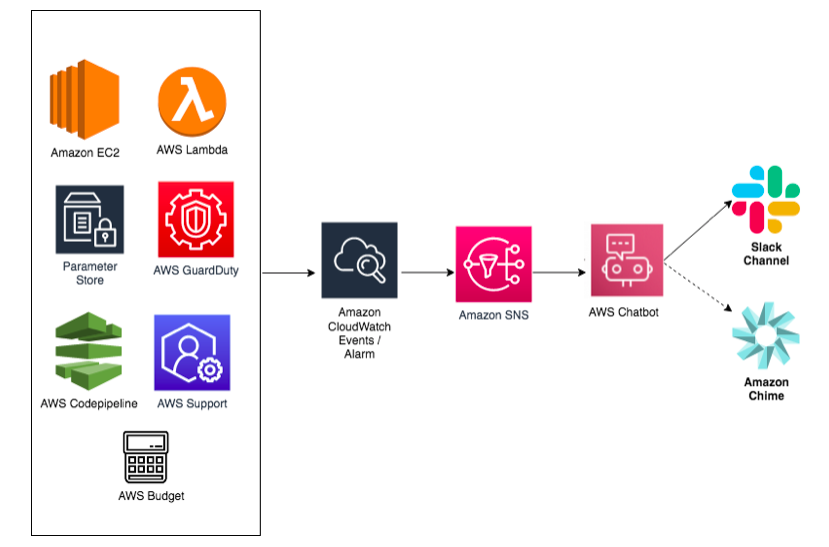 Amazon EC2
AWS Lambda
Parameter
Store
AWS GuardDuty
AWS Codepipeline
AWS Support
AWS Budget
Amazon
CloudWatch
Events /
Alarm
Amazon SNS
AWS Chatbot
Slack
Channel
Amazon
Chime